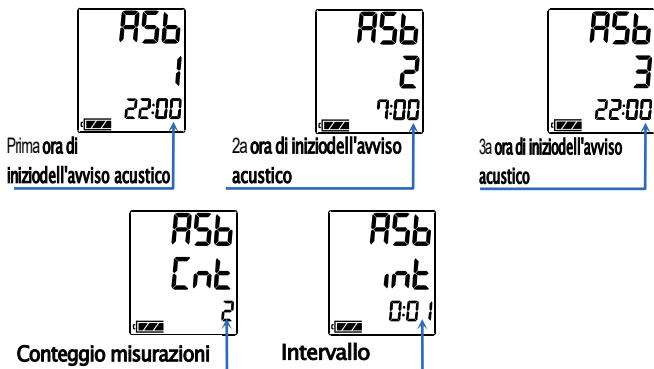 ASb
1
22:00
Prima ora di
iniziodell'avviso acustico
ASb
2
7:00
2a ora di iniziodell'avviso
acustico
ASb
3
22:00
3a ora di iniziodell'avviso
acustico
ASb
Cnt
2
Conteggio misurazioni
ASb
int
0:01
Intervallo